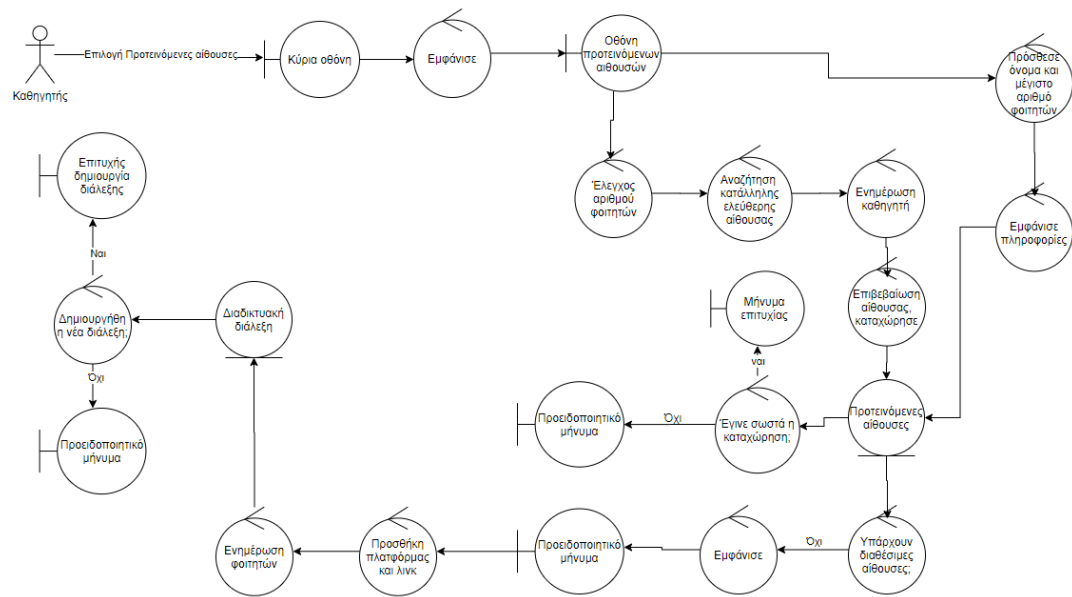 Επιλογή Προτεινόμενες αίθουσες
Καθηγητής
Κύρια οθόνη
Εμφάνισε
Οθόνη
προτεινόμενων
αιθουσών
Πρόσθεσε
όνομα και
μέγιστο
αριθμό
φοιτητών
Επιτυχής
δημιουργία
διάλεξης
Έλεγχος
αριθμού
φοιτητών
Αναζήτηση
κατάλληλης
ελεύθερης
αίθουσας
Ενημέρωση
καθηγητή
Εμφάνισε
πληροφορίες
Ναι
Δημιουργήθη
η νέα διάλεξη;
Διαδικτυακή
διάλεξη
Μήνυμα
επιτυχίας
Επιβεβαίωση
αίθουσας,
καταχώρησε
ναι
Όχι
Προειδοποιητικό
μήνυμα
Προειδοποιητικό
μήνυμα
Όχι
Έγινε σωστά η
καταχώρηση;
Προτεινόμενες
αίθουσες
Ενημέρωση
φοιτητών
Προσθήκη
πλατφόρμας
και λινκ
Προειδοποιητικό
μήνυμα
Εμφάνισε
Όχι
Υπάρχουν
διαθέσιμες
αίθουσες;